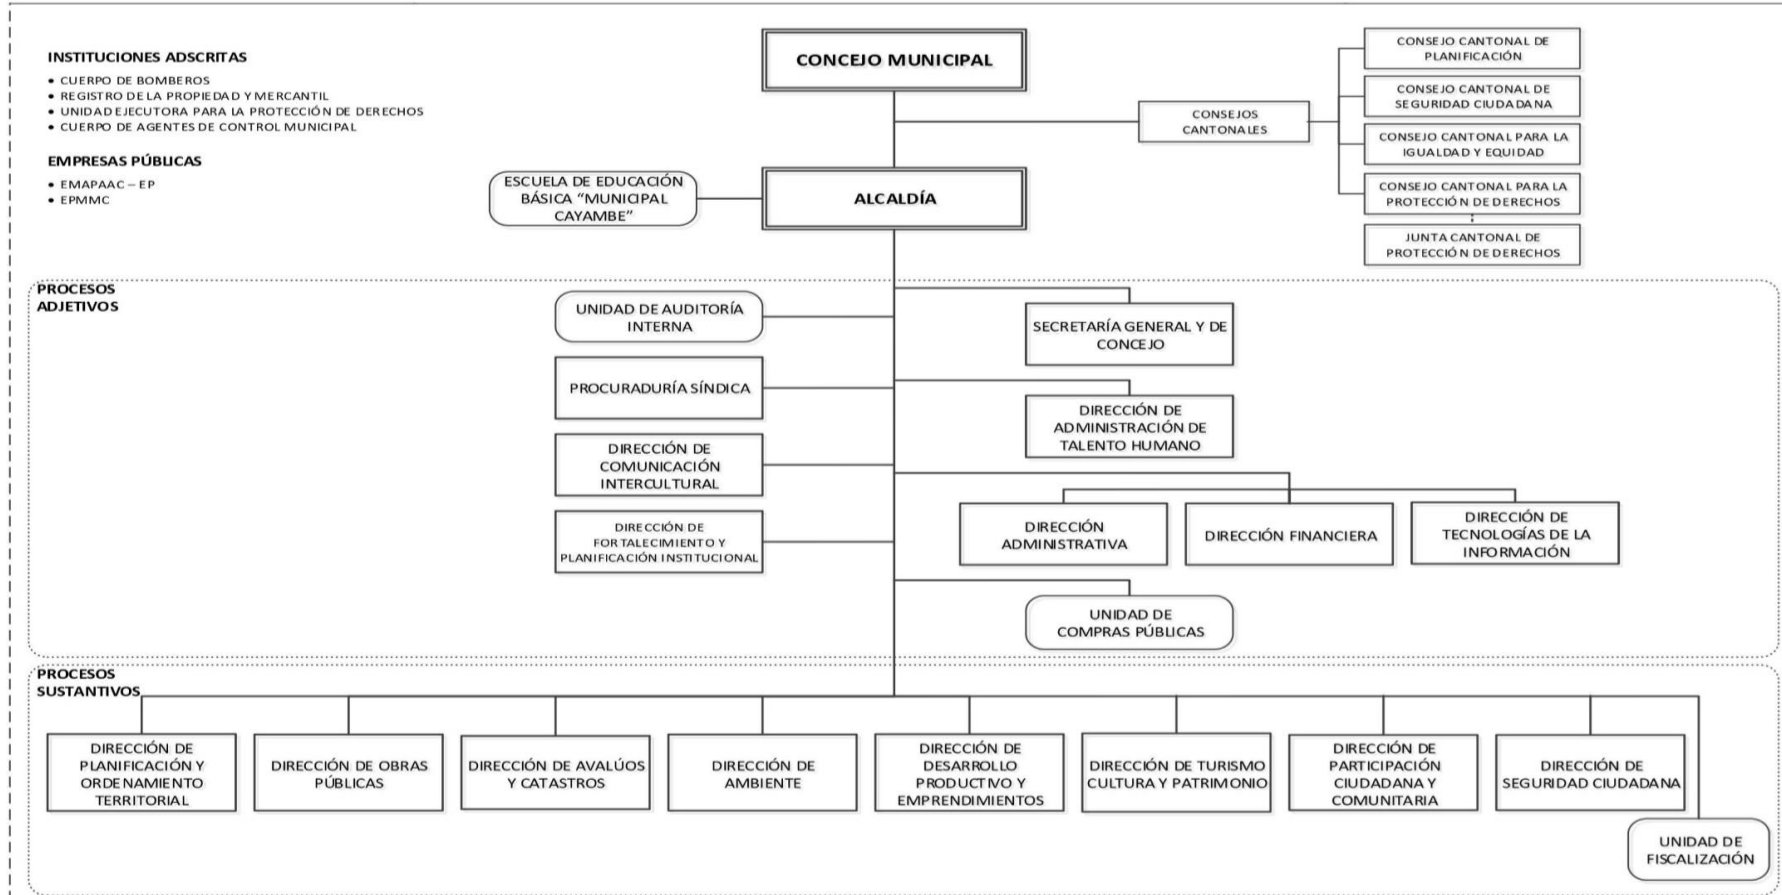 INSTITUCIONES ADSCRITAS
• CUERPO DE BOMBEROS
• REGISTRO DE LA PROPIEDAD Y MERCANTIL
• UNIDAD EJECUTORA PARA LA PROTECCIÓN DE DERECHOS
• CUERPO DE AGENTES DE CONTROL MUNICIPAL
EMPRESAS PÚBLICAS
• EMAPAAC – EP
• EPMMC
CONCEJO MUNICIPAL
CONSEJOS
CANTONALES
CONSEJO CANTONAL DE
PLANIFICACIÓN
CONSEJO CANTONAL DE
SEGURIDAD CIUDADANA
CONSEJO CANTONAL PARA LA
IGUALDAD Y EQUIDAD
CONSEJO CANTONAL PARA LA
PROTECCIÓN DE DERECHOS
JUNTA CANTONAL DE
PROTECCIÓN DE DERECHOS
ESCUELA DE EDUCACIÓN
BÁSICA “MUNICIPAL
CAYAMBE”
ALCALDÍA
PROCESOS
ADJETIVOS
UNIDAD DE AUDITORÍA
INTERNA
SECRETARÍA GENERAL Y DE
CONCEJO
PROCURADURÍA SÍNDICA
DIRECCIÓN DE
ADMINISTRACIÓN DE
TALENTO HUMANO
DIRECCIÓN DE
COMUNICACIÓN
INTERCULTURAL
DIRECCIÓN DE
FORTALECIMIENTO Y
PLANIFICACIÓN INSTITUCIONAL
DIRECCIÓN
ADMINISTRATIVA
DIRECCIÓN FINANCIERA
DIRECCIÓN DE
TECNOLOGÍAS DE LA
INFORMACIÓN
UNIDAD DE
COMPRAS PÚBLICAS
PROCESOS
SUSTANTIVOS
DIRECCIÓN DE
PLANIFICACIÓN Y
ORDENAMIENTO
TERRITORIAL
DIRECCIÓN DE OBRAS
PÚBLICAS
DIRECCIÓN DE AVALÚOS
Y CATASTROS
DIRECCIÓN DE
AMBIENTE
DIRECCIÓN DE
DESARROLLO
PRODUCTIVO Y
EMPRENDIMIENTOS
DIRECCIÓN DE TURISMO
CULTURA Y PATRIMONIO
DIRECCIÓN DE
PARTICIPACIÓN
CIUDADANA Y
COMUNITARIA
DIRECCIÓN DE
SEGURIDAD CIUDADANA
UNIDAD DE
FISCALIZACIÓN